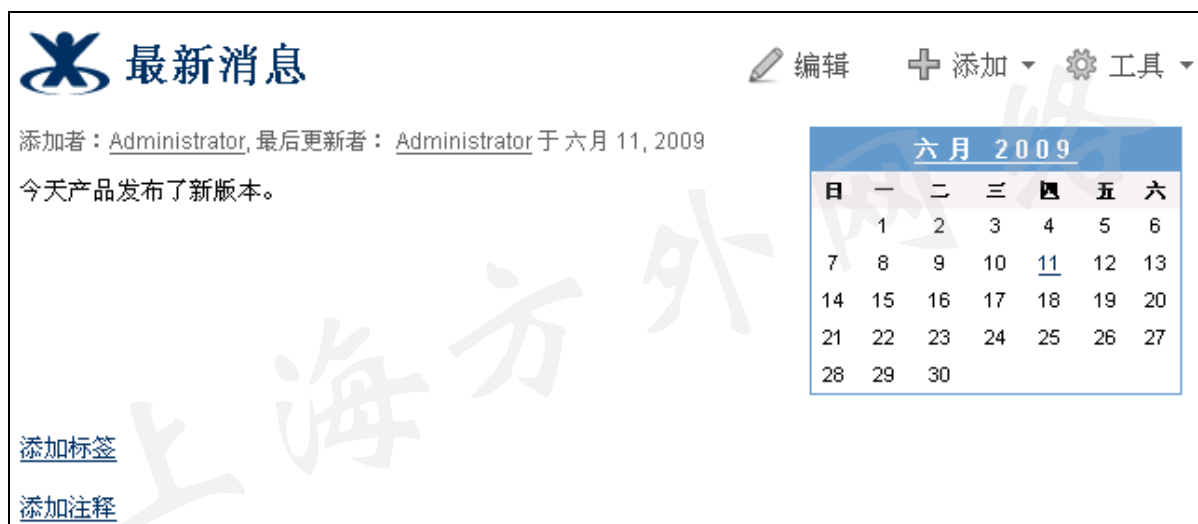 最新消息
编辑 添加 工具
添加者：Administrator, 最后更新者： Administrator 于 六月 11, 2009
今天产品发布了新版本。
六月 2009
日 一 二 三 四 五 六
1 2 3 4 5 6
7 8 9 10 11 12 13
14 15 16 17 18 19 20
21 22 23 24 25 26 27
28 29 30
添加标签
添加注释
上海方外网络